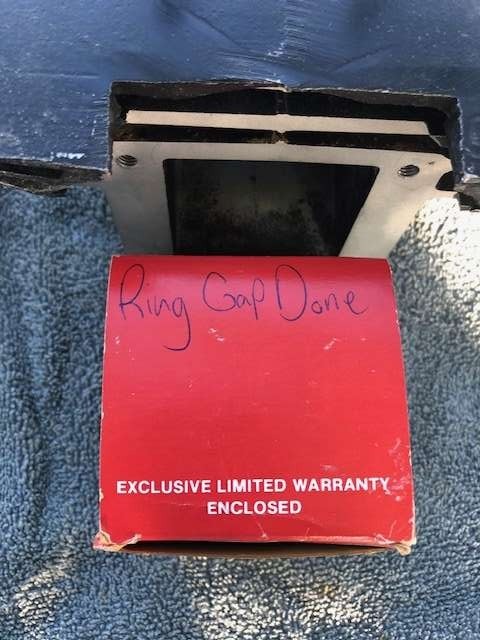 Ring Gap Done
EXCLUSIVE LIMITED WARRANTY
ENCLOSED